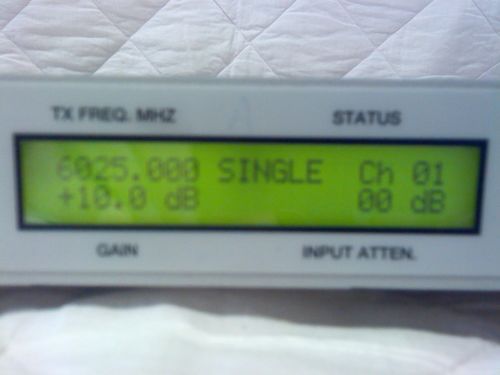 TX FREQ. MHZ STATUS
6025.000 SINGLE Ch 01
+10.0 dB 00 dB
GAIN INPUT ATTEN.